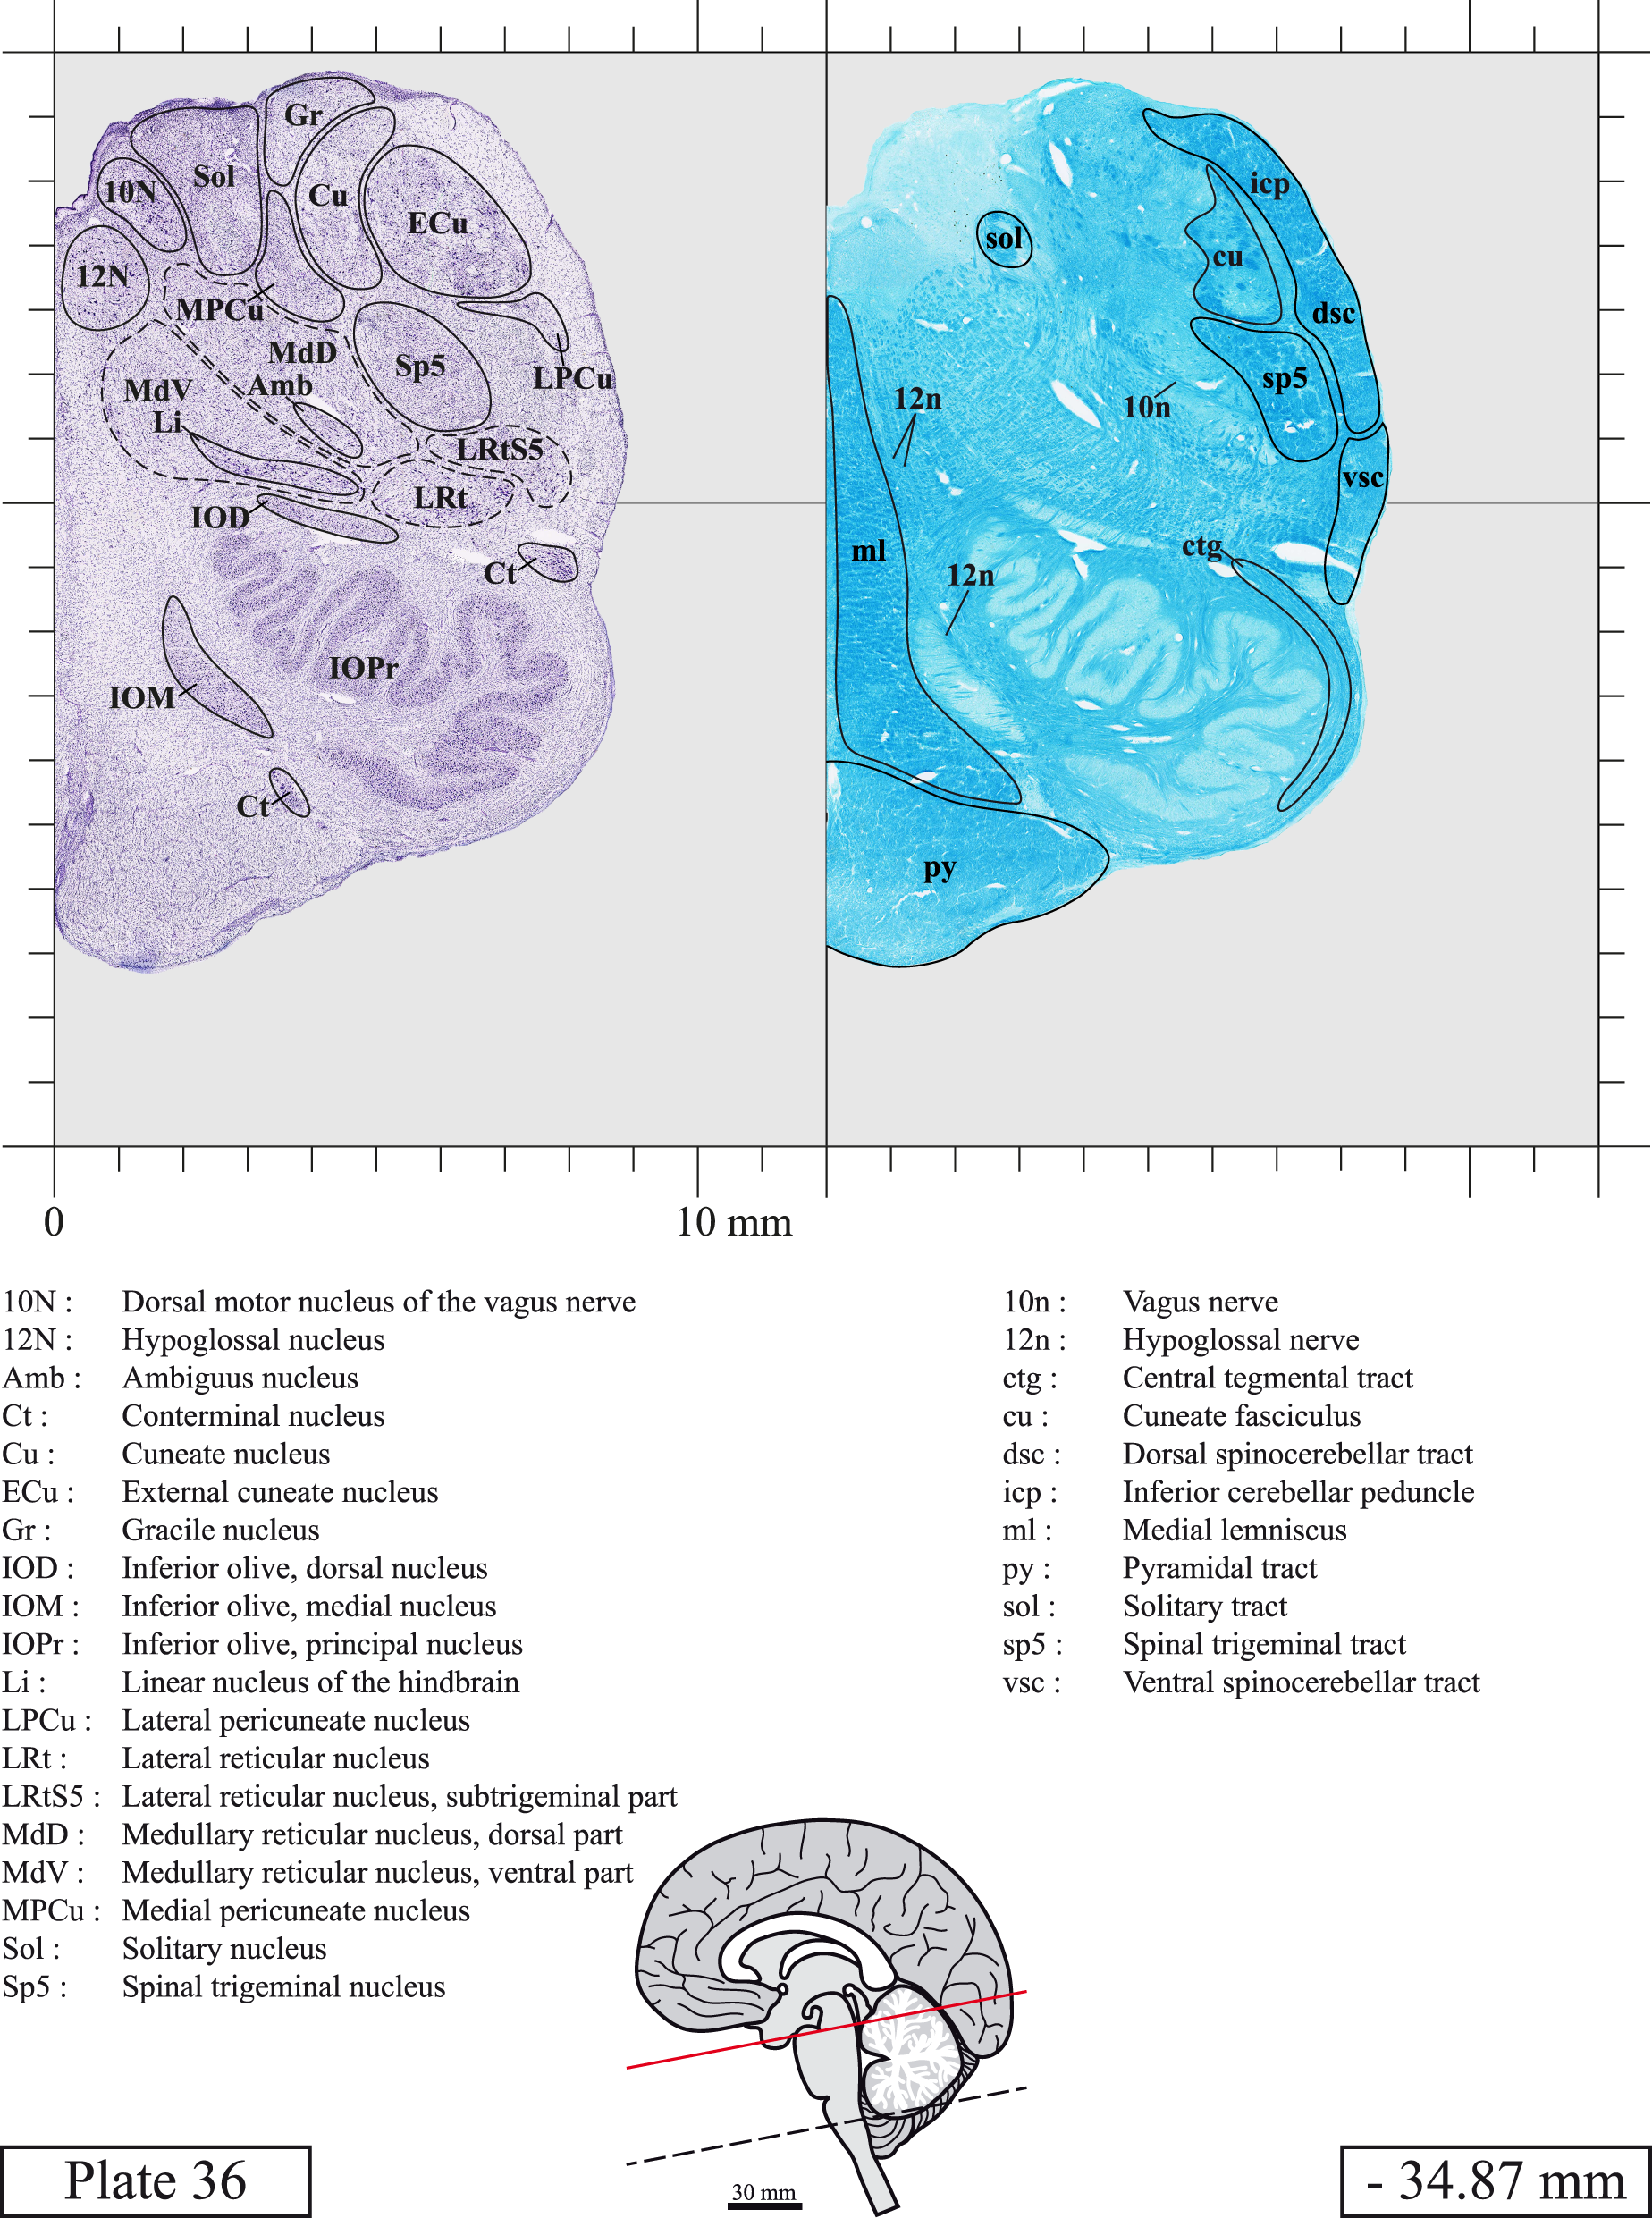 Gr
Sol
10N
Cu
ECu
12N
MPCu
MdD
Sp5
Amb
MdV
LPCu
Li
LRtS5
LRt
IOD
Ct
IOPr
IOM
Ct
icp
sol
cu
dsc
sp5
12n
10n
vsc
ml
ctg
12n
py
0
10 mm
10N : Dorsal motor nucleus of the vagus nerve
12N : Hypoglossal nucleus
Amb : Ambiguus nucleus
Ct : Conterminal nucleus
Cu : Cuneate nucleus
ECu : External cuneate nucleus
Gr : Gracile nucleus
IOD : Inferior olive, dorsal nucleus
IOM : Inferior olive, medial nucleus
IOPr : Inferior olive, principal nucleus
Li : Linear nucleus of the hindbrain
LPCu : Lateral pericuneate nucleus
LRt : Lateral reticular nucleus
LRtS5 : Lateral reticular nucleus, subtrigeminal part
MdD : Medullary reticular nucleus, dorsal part
MdV : Medullary reticular nucleus, ventral part
MPCu : Medial pericuneate nucleus
Sol : Solitary nucleus
Sp5 : Spinal trigeminal nucleus
10n : Vagus nerve
12n : Hypoglossal nerve
ctg : Central tegmental tract
cu : Cuneate fasciculus
dsc : Dorsal spinocerebellar tract
icp : Inferior cerebellar peduncle
ml : Medial lemniscus
py : Pyramidal tract
sol : Solitary tract
sp5 : Spinal trigeminal tract
vsc : Ventral spinocerebellar tract
30 mm
Plate 36
- 34.87 mm